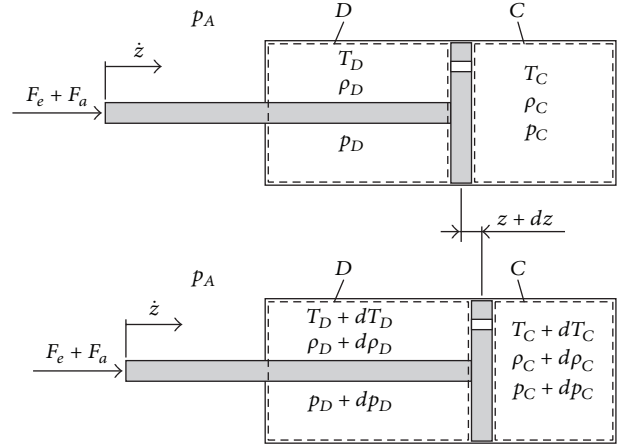 p_A
D
C
ż
T_D
ρ_D
p_D
T_C
ρ_C
p_C
F_e + F_a
z + dz
p_A
D
C
ż
T_D + dT_D
ρ_D + dρ_D
p_D + dp_D
T_C + dT_C
ρ_C + dρ_C
p_C + dp_C
F_e + F_a